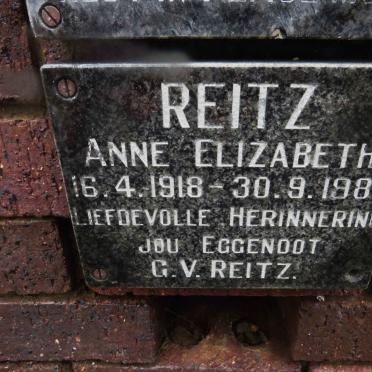 REITZ
ANNE ELIZABETH
16.4.1918 - 30.9.198
LIEFDEVOLLE HERINNERING
JOU EGGENOOT
G.V. REITZ.